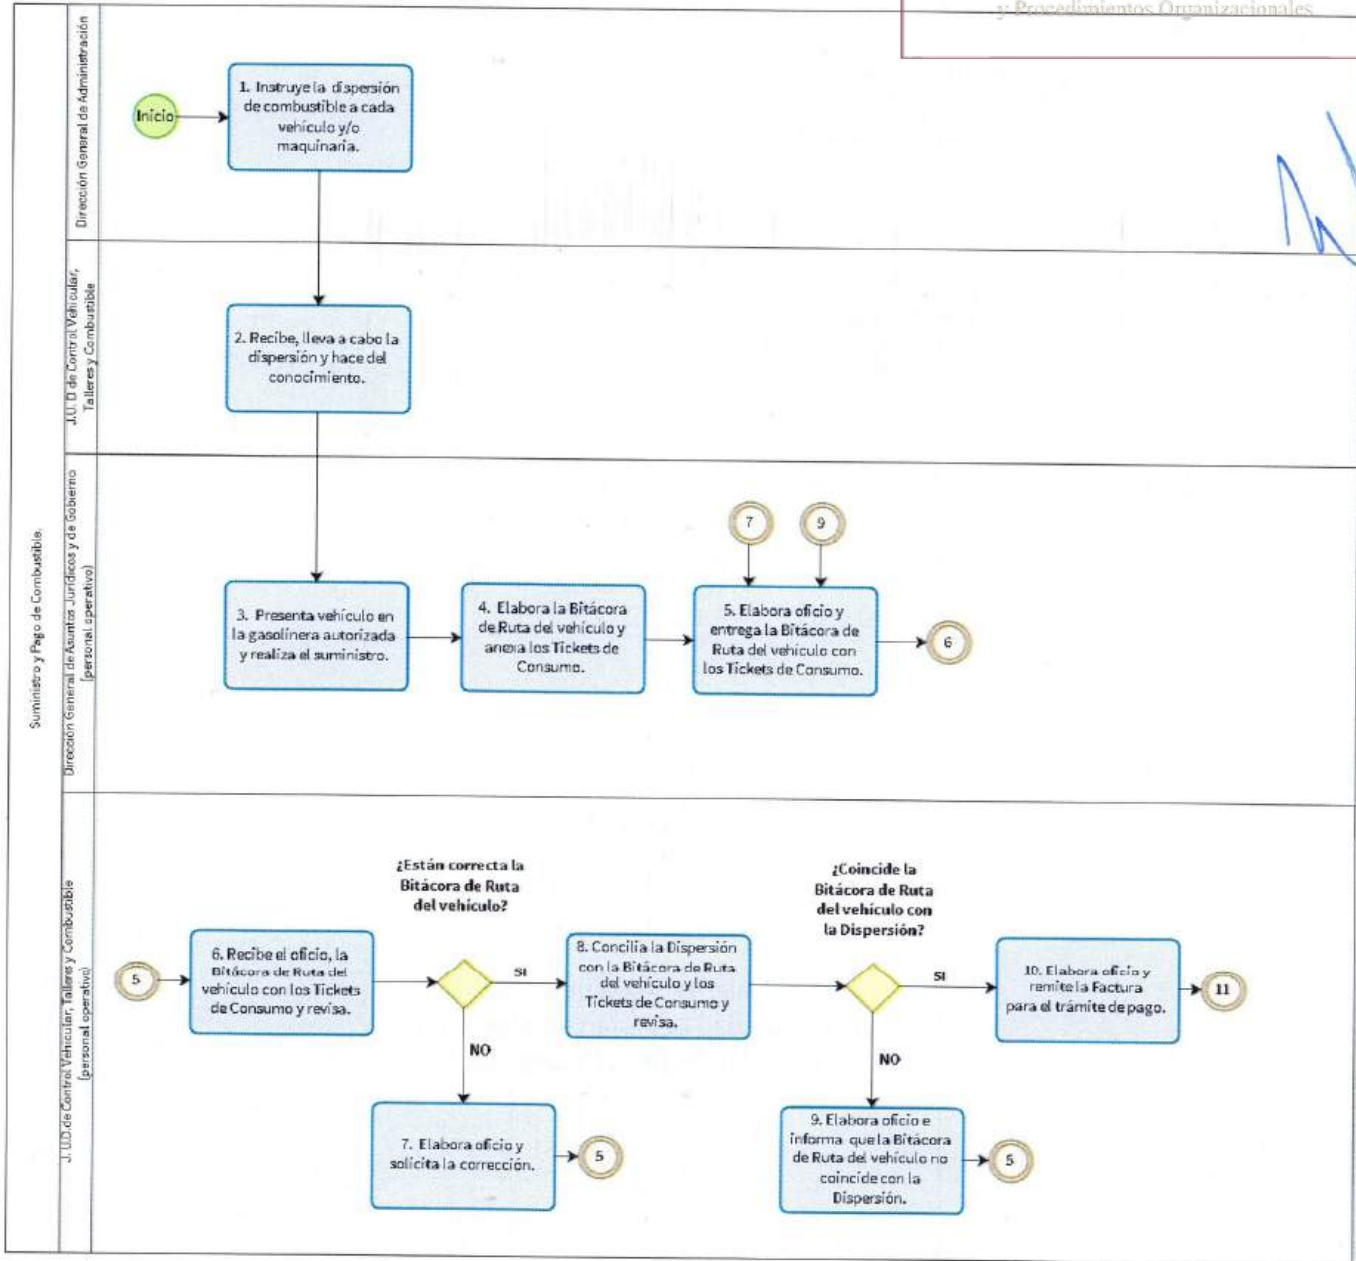 y Procedimientos Organizacionales
Suministro y Pago de Combustible.
Dirección General de Administración
Inicio
1. Instruye la dispersión
de combustible a cada
vehículo y/o
maquinaria.
J.U. D de Control Vehicular,
Talleres y Combustible
2. Recibe, lleva a cabo la
dispersión y hace del
conocimiento.
Dirección General de Asuntos Jurídicos y de Gobierno
(personal operativo)
7
9
3. Presenta vehículo en
la gasolinera autorizada
y realiza el suministro.
4. Elabora la Bitácora
de Ruta del vehículo y
anexa los Tickets de
Consumo.
5. Elabora oficio y
entrega la Bitácora de
Ruta del vehículo con
los Tickets de Consumo.
6
J. U.D. de Control Vehicular, Talleres y Combustible
(personal operativo)
5
6. Recibe el oficio, la
Bitácora de Ruta del
vehículo con los Tickets
de Consumo y revisa.
¿Están correcta la
Bitácora de Ruta
del vehículo?
SI
NO
7. Elabora oficio y
solicita la corrección.
5
8. Concilia la Dispersión
con la Bitácora de Ruta
del vehículo y los
Tickets de Consumo y
revisa.
¿Coincide la
Bitácora de Ruta
del vehículo con
la Dispersión?
SI
NO
9. Elabora oficio e
informa que la Bitácora
de Ruta del vehículo no
coincide con la
Dispersión.
5
10. Elabora oficio y
remite la Factura
para el trámite de pago.
11